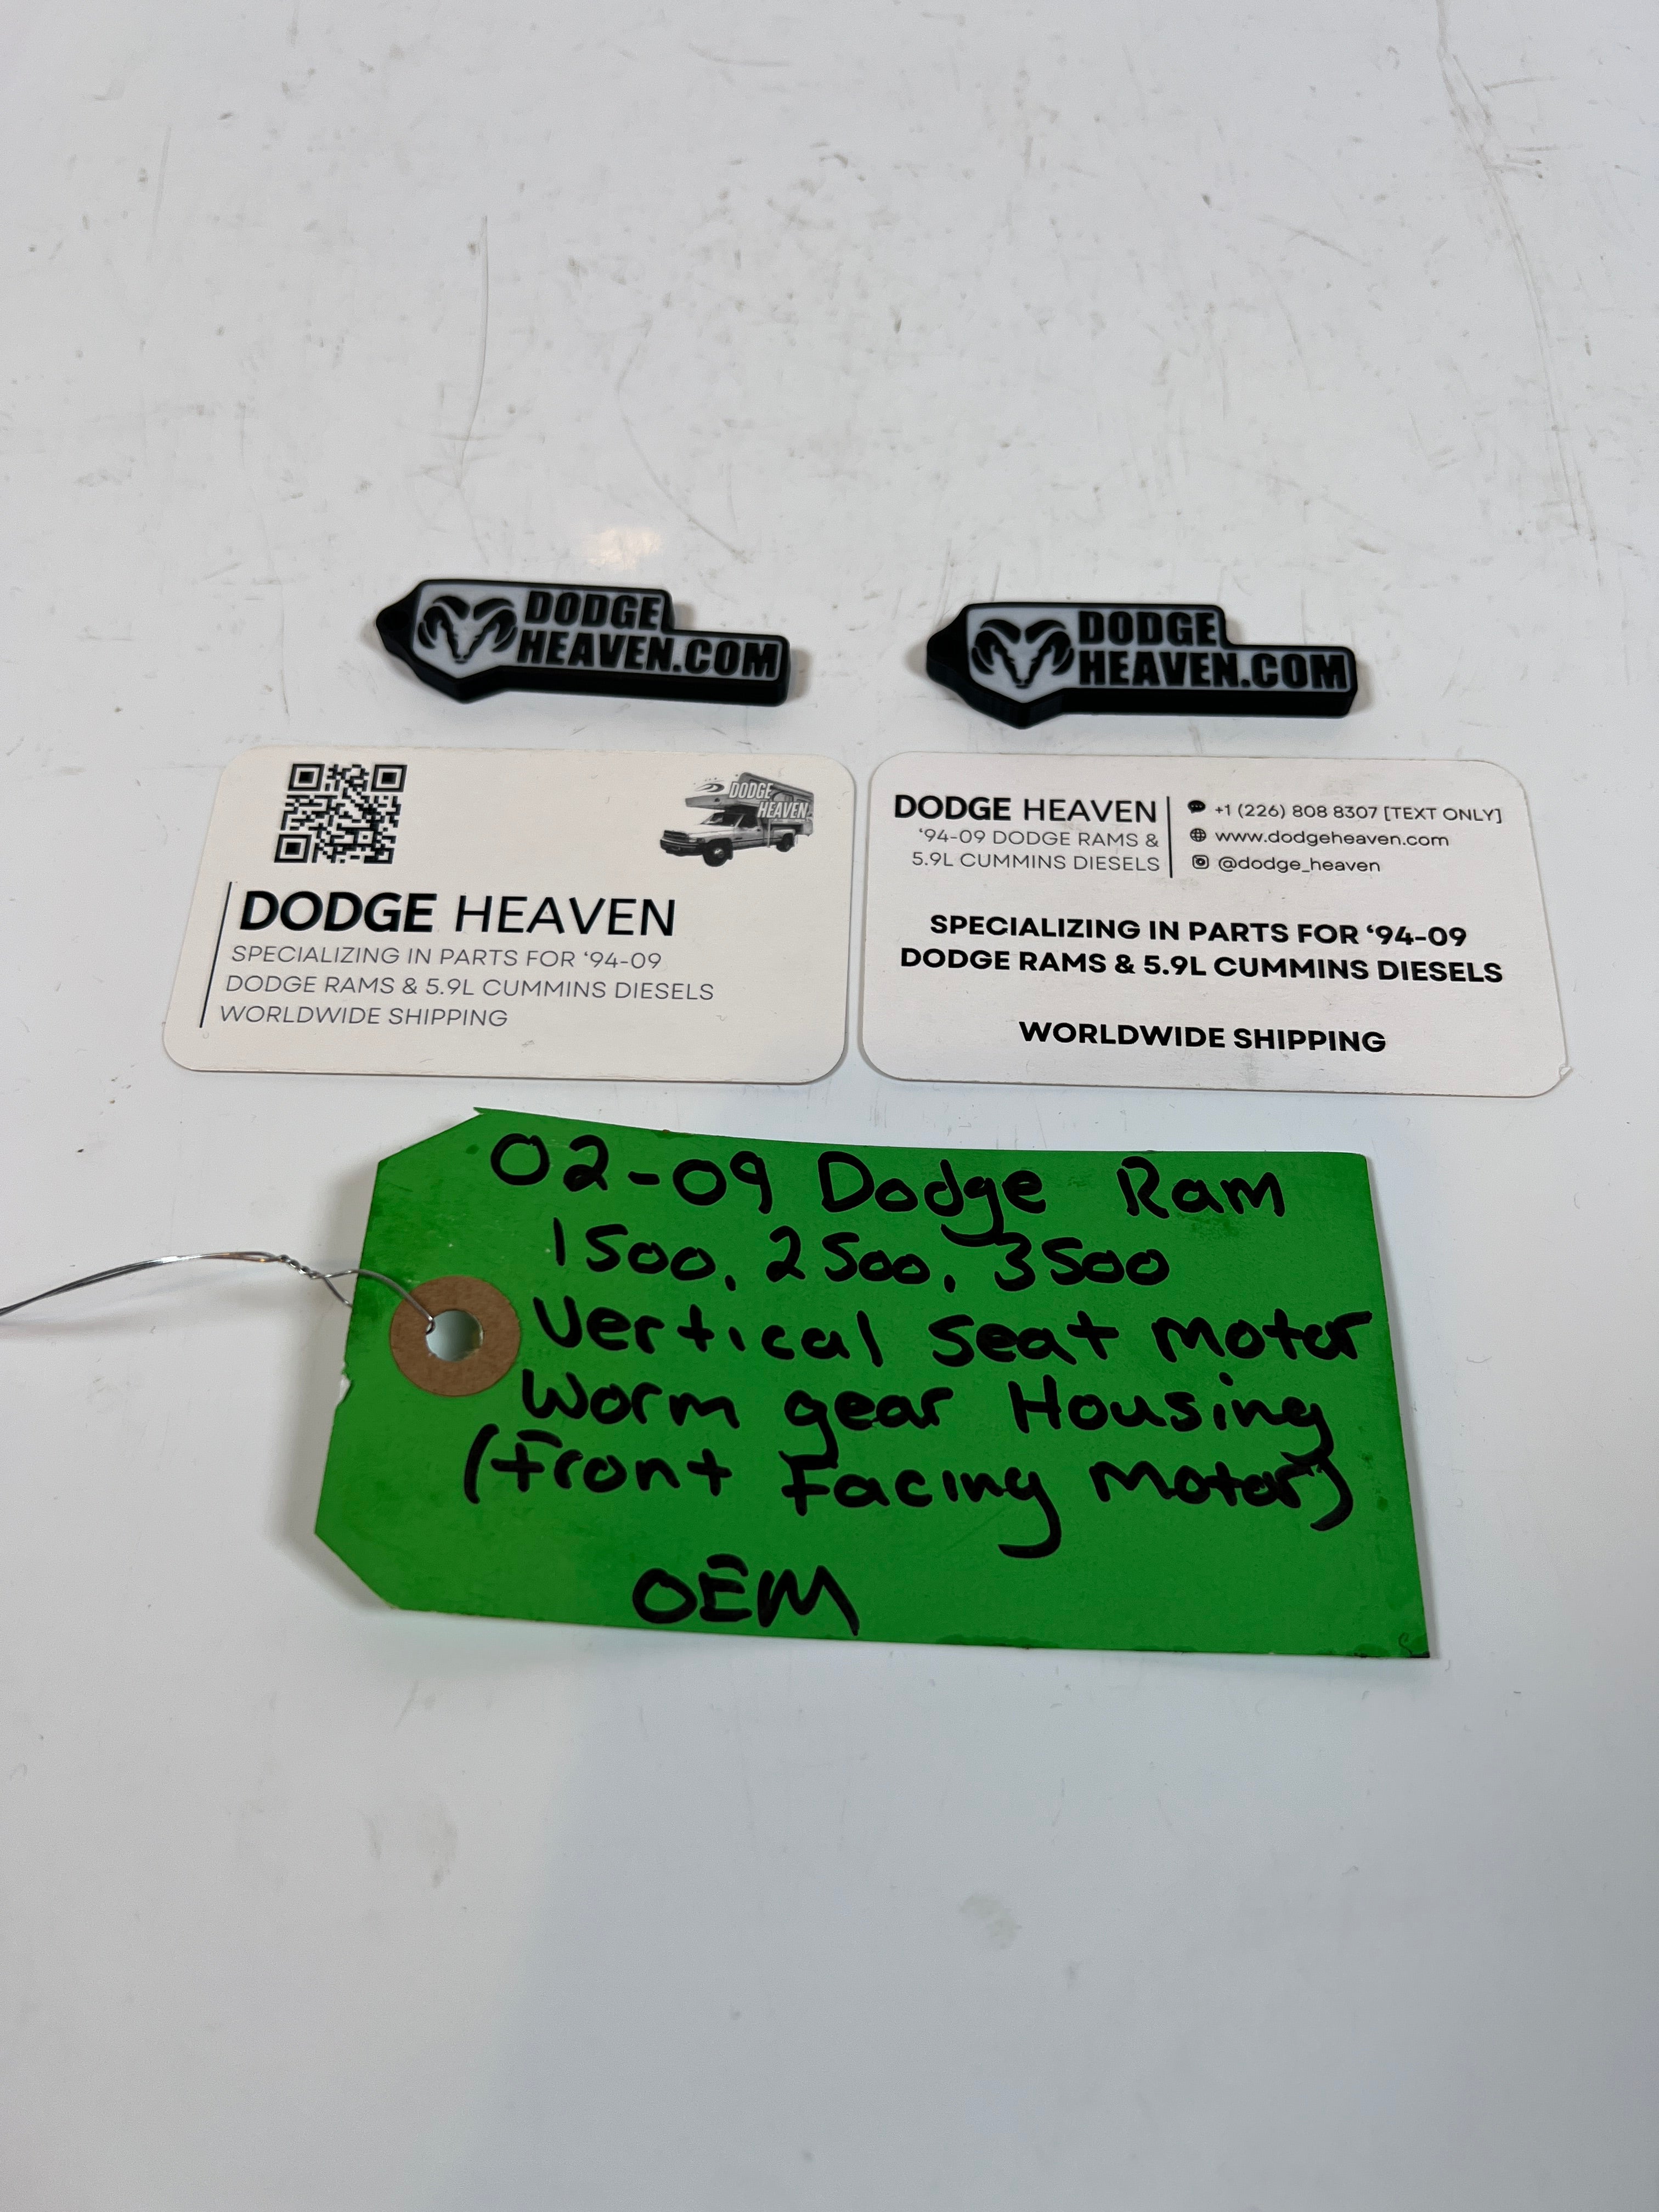 DODGE
HEAVEN.COM
DODGE
HEAVEN.COM
DODGE
HEAVEN
DODGE HEAVEN
SPECIALIZING IN PARTS FOR ‘94-09
DODGE RAMS & 5.9L CUMMINS DIESELS
WORLDWIDE SHIPPING
DODGE HEAVEN
‘94-09 DODGE RAMS &
5.9L CUMMINS DIESELS
+1 (226) 808 8307 [TEXT ONLY]
www.dodgeheaven.com
@dodge_heaven
SPECIALIZING IN PARTS FOR ‘94-09
DODGE RAMS & 5.9L CUMMINS DIESELS
WORLDWIDE SHIPPING
02-09 Dodge Ram
1500, 2500, 3500
Vertical Seat Motor
Worm gear Housing
(Front Facing Motor)
OEM